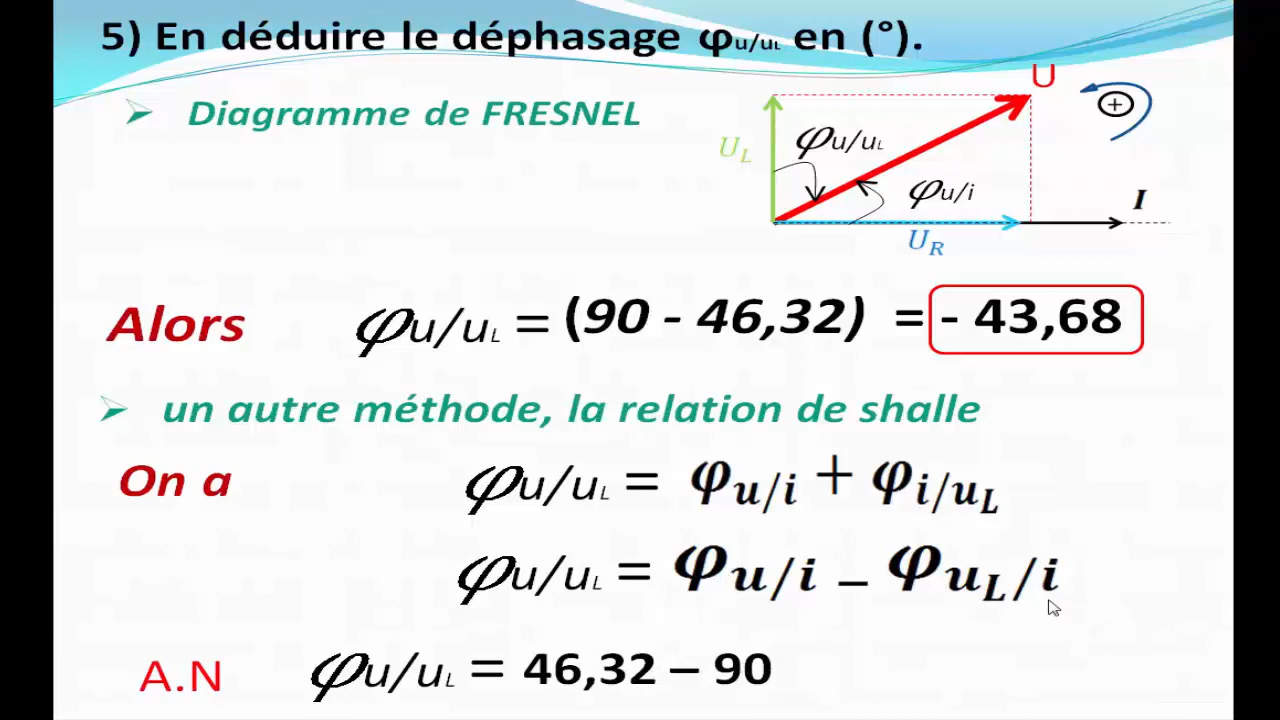 5) En déduire le déphasage φu/uL en (°).
➢ Diagramme de FRESNEL
U
+
UL
φu/uL
φu/i
I
UR
Alors φu/uL = (90 - 46,32) = - 43,68
➢ un autre méthode, la relation de shalle
On a φu/uL = φu/i + φi/uL
φu/uL = φu/i – φuL/i
A.N φu/uL = 46,32 – 90